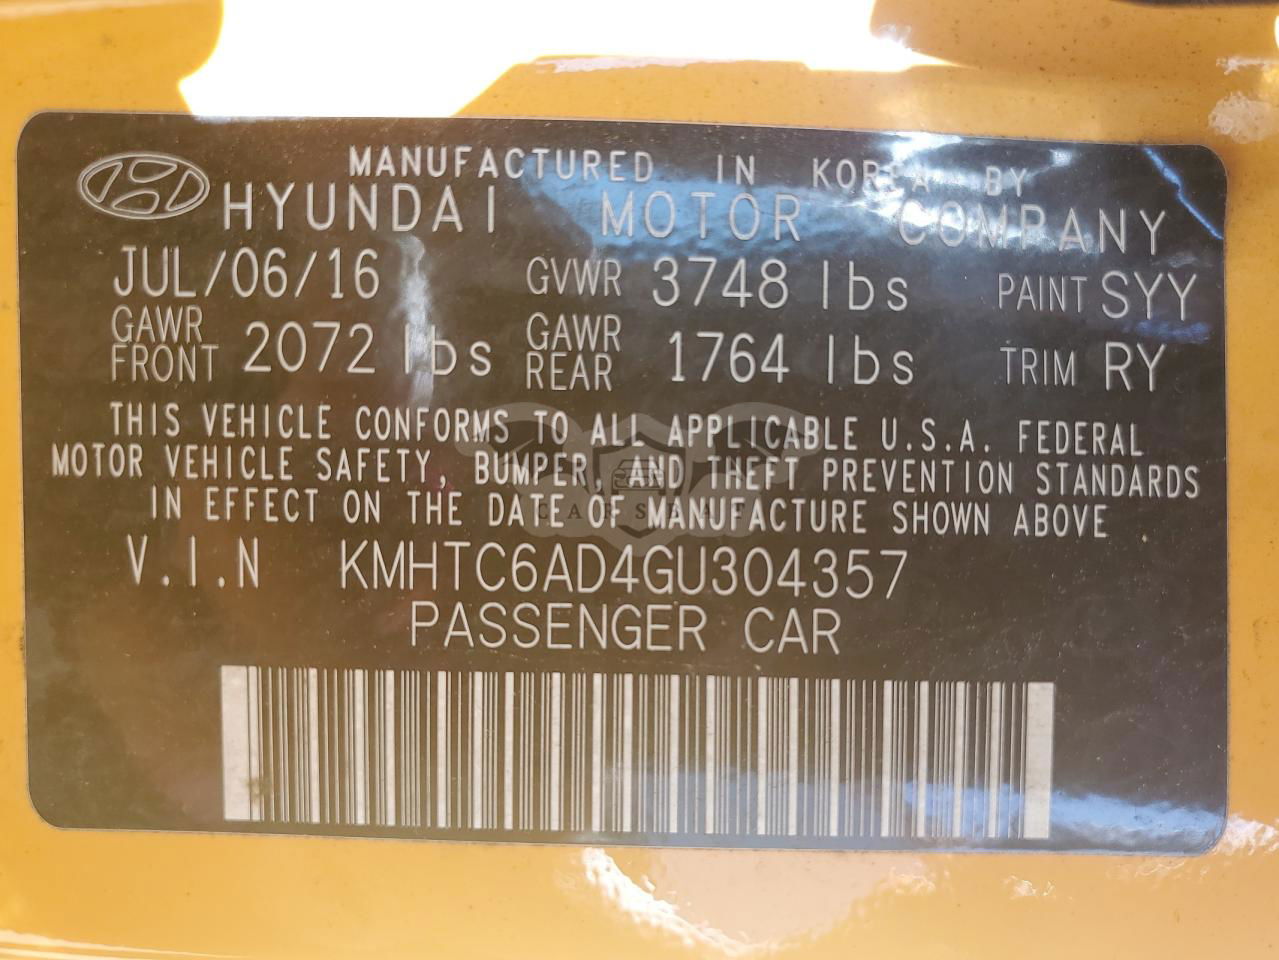 MANUFACTURED IN KOREA BY
HYUNDAI MOTOR COMPANY
JUL/06/16 GVWR 3748 lbs PAINT SYY
GAWR FRONT 2072 lbs GAWR REAR 1764 lbs TRIM RY
THIS VEHICLE CONFORMS TO ALL APPLICABLE U.S.A. FEDERAL
MOTOR VEHICLE SAFETY, BUMPER, AND THEFT PREVENTION STANDARDS
IN EFFECT ON THE DATE OF MANUFACTURE SHOWN ABOVE
CARSBAT
V.I.N KMHTC6AD4GU304357
PASSENGER CAR